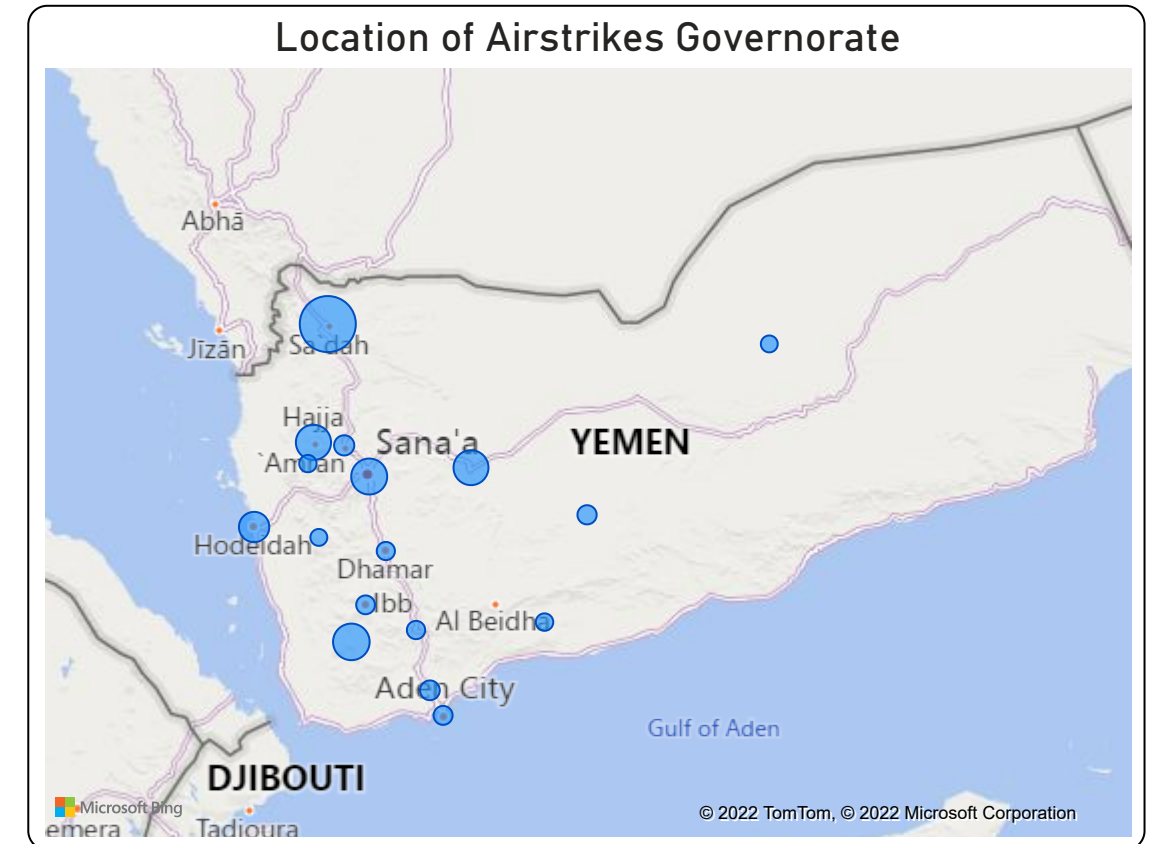 Location of Airstrikes Governorate
Abhā
Jīzān
Sa`dah
Hajja
Sana'a
YEMEN
`Amran
Hodeidah
Dhamar
Ibb
Al Beidha
Aden City
Gulf of Aden
DJIBOUTI
Microsoft Bing
© 2022 TomTom, © 2022 Microsoft Corporation
emera
Tadjoura